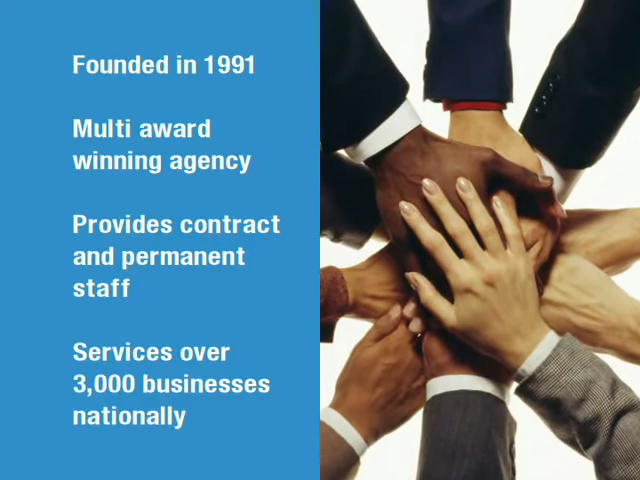 Founded in 1991
Multi award
winning agency
Provides contract
and permanent
staff
Services over
3,000 businesses
nationally